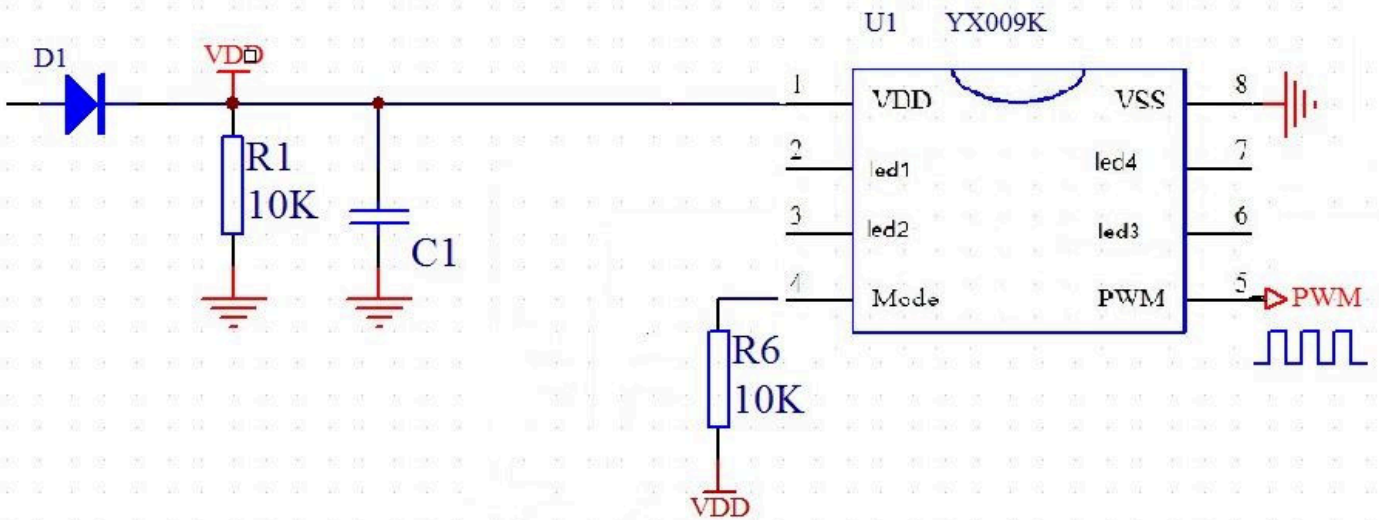 U1 YX009K
D1
VDD
1
VDD
VSS
8
2
led1
led4
7
R1
10K
3
led2
led3
6
C1
4
Mode
PWM
5
PWM
R6
10K
VDD